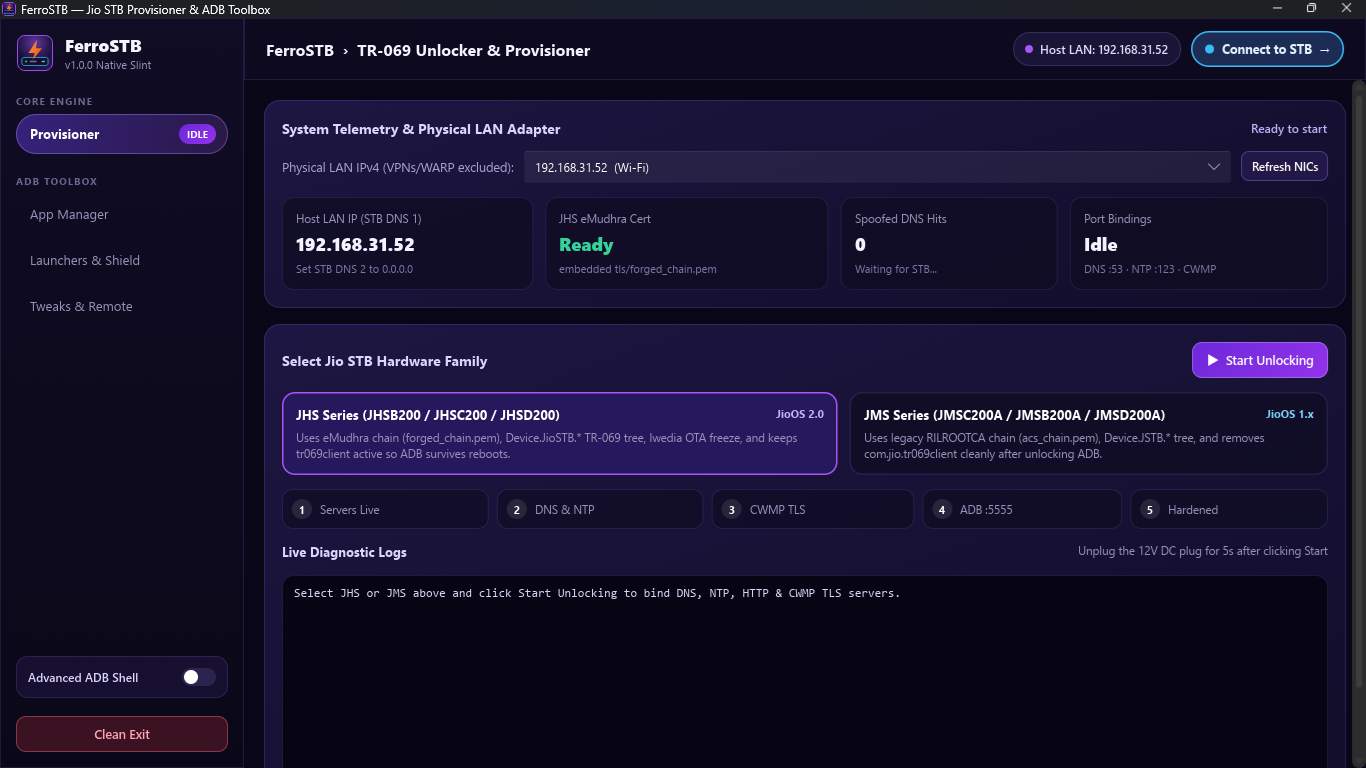 FerroSTB — Jio STB Provisioner & ADB Toolbox
FerroSTB
v1.0.0 Native Slint
CORE ENGINE
Provisioner IDLE
ADB TOOLBOX
App Manager
Launchers & Shield
Tweaks & Remote
Advanced ADB Shell
Clean Exit
FerroSTB › TR-069 Unlocker & Provisioner
Host LAN: 192.168.31.52
Connect to STB →
System Telemetry & Physical LAN Adapter
Ready to start
Physical LAN IPv4 (VPNs/WARP excluded):
192.168.31.52 (Wi-Fi)
Refresh NICs
Host LAN IP (STB DNS 1)
192.168.31.52
Set STB DNS 2 to 0.0.0.0
JHS eMudhra Cert
Ready
embedded tls/forged_chain.pem
Spoofed DNS Hits
0
Waiting for STB...
Port Bindings
Idle
DNS :53 · NTP :123 · CWMP
Select Jio STB Hardware Family
▶ Start Unlocking
JHS Series (JHSB200 / JHSC200 / JHSD200)
JioOS 2.0
Uses eMudhra chain (forged_chain.pem), Device.JioSTB.* TR-069 tree, Iwedia OTA freeze, and keeps
tr069client active so ADB survives reboots.
JMS Series (JMSC200A / JMSB200A / JMSD200A)
JioOS 1.x
Uses legacy RILROOTCA chain (acs_chain.pem), Device.JSTB.* tree, and removes
com.jio.tr069client cleanly after unlocking ADB.
1 Servers Live
2 DNS & NTP
3 CWMP TLS
4 ADB :5555
5 Hardened
Live Diagnostic Logs
Unplug the 12V DC plug for 5s after clicking Start
Select JHS or JMS above and click Start Unlocking to bind DNS, NTP, HTTP & CWMP TLS servers.